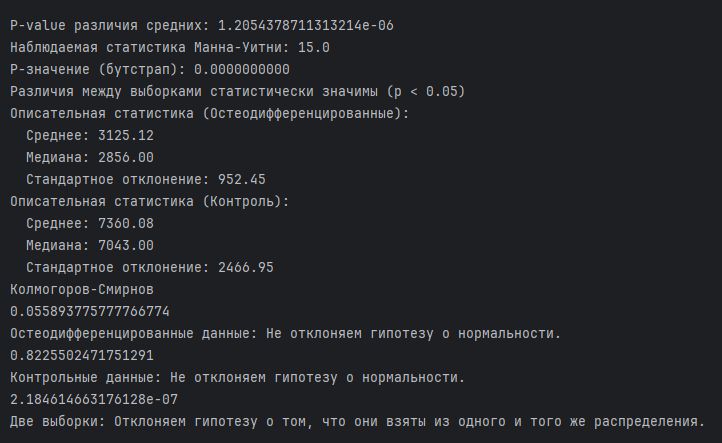 P-value различия средних: 1.2054378711313214e-06
Наблюдаемая статистика Манна-Уитни: 15.0
P-значение (бутстрап): 0.0000000000
Различия между выборками статистически значимы (p < 0.05)
Описательная статистика (Остеодифференцированные):
  Среднее: 3125.12
  Медиана: 2856.00
  Стандартное отклонение: 952.45
Описательная статистика (Контроль):
  Среднее: 7360.08
  Медиана: 7043.00
  Стандартное отклонение: 2466.95
Колмогоров-Смирнов
0.055893775777766774
Остеодифференцированные данные: Не отклоняем гипотезу о нормальности.
0.8225502471751291
Контрольные данные: Не отклоняем гипотезу о нормальности.
2.184614663176128e-07
Две выборки: Отклоняем гипотезу о том, что они взяты из одного и того же распределения.